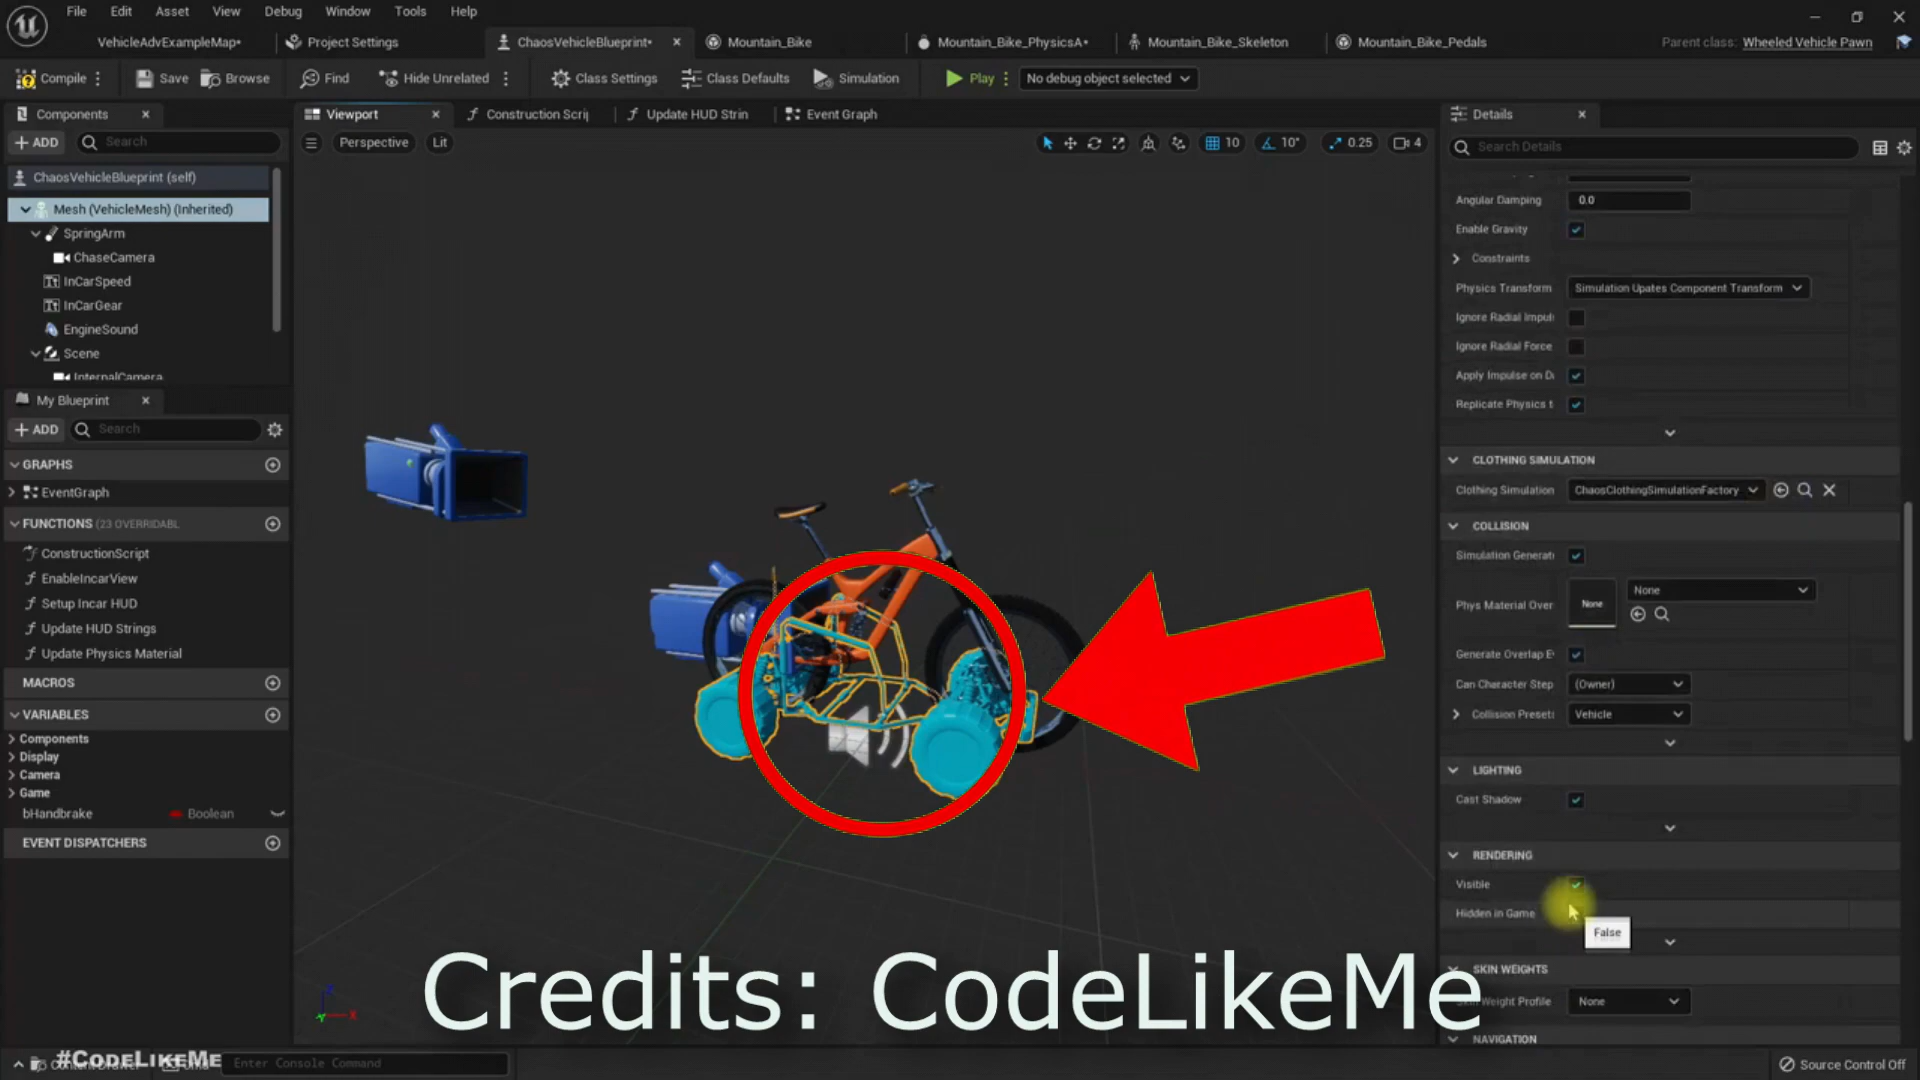 File Edit Asset View Debug Window Tools Help
VehicleAdvExampleMap*
Project Settings
ChaosVehicleBlueprint*
Mountain_Bike
Mountain_Bike_PhysicsA*
Mountain_Bike_Skeleton
Mountain_Bike_Pedals
Parent class: Wheeled Vehicle Pawn
Compile
Save
Browse
Find
Hide Unrelated
Class Settings
Class Defaults
Simulation
Play
No debug object selected
Components
ADD
Search
ChaosVehicleBlueprint (self)
Mesh (VehicleMesh) (Inherited)
SpringArm
ChaseCamera
InCarSpeed
InCarGear
EngineSound
Scene
InternalCamera
My Blueprint
ADD
Search
GRAPHS
EventGraph
FUNCTIONS (23 OVERRIDABL
ConstructionScript
EnableIncarView
Setup Incar HUD
Update HUD Strings
Update Physics Material
MACROS
VARIABLES
Components
Display
Camera
Game
bHandbrake Boolean
EVENT DISPATCHERS
Viewport
Construction Scrip
Update HUD Strin
Event Graph
Perspective
Lit
10
10°
0.25
4
Details
Search Details
Angular Damping 0.0
Enable Gravity
Constraints
Physics Transform Simulation Upates Component Transform
Ignore Radial Impul
Ignore Radial Force
Apply Impulse on D
Replicate Physics t
CLOTHING SIMULATION
Clothing Simulation ChaosClothingSimulationFactory
COLLISION
Simulation Generat
Phys Material Over None None
Generate Overlap E
Can Character Step (Owner)
Collision Preset Vehicle
LIGHTING
Cast Shadow
RENDERING
Visible
Hidden in Game
False
SKIN WEIGHTS
Skin Weight Profile None
NAVIGATION
Credits: CodeLikeMe
#CODELIKEME
Enter Console Command
Source Control Off